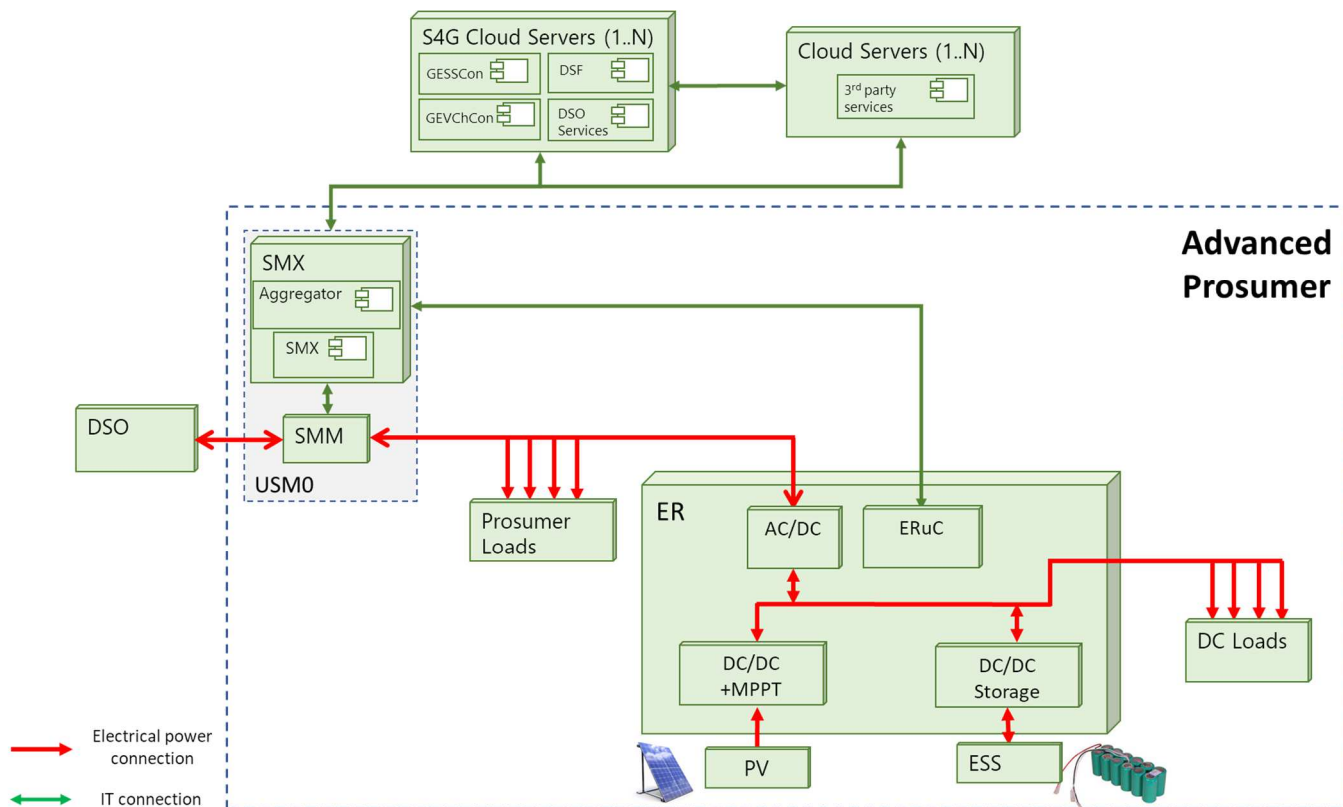 S4G Cloud Servers (1..N)
GESSCon
DSF
GEVChCon
DSO
Services
Cloud Servers (1..N)
3rd party
services
Advanced
Prosumer
SMX
Aggregator
SMX
DSO
SMM
USM0
Prosumer
Loads
ER
AC/DC
ERuC
DC/DC
+MPPT
DC/DC
Storage
DC Loads
PV
ESS
Electrical power
connection
IT connection